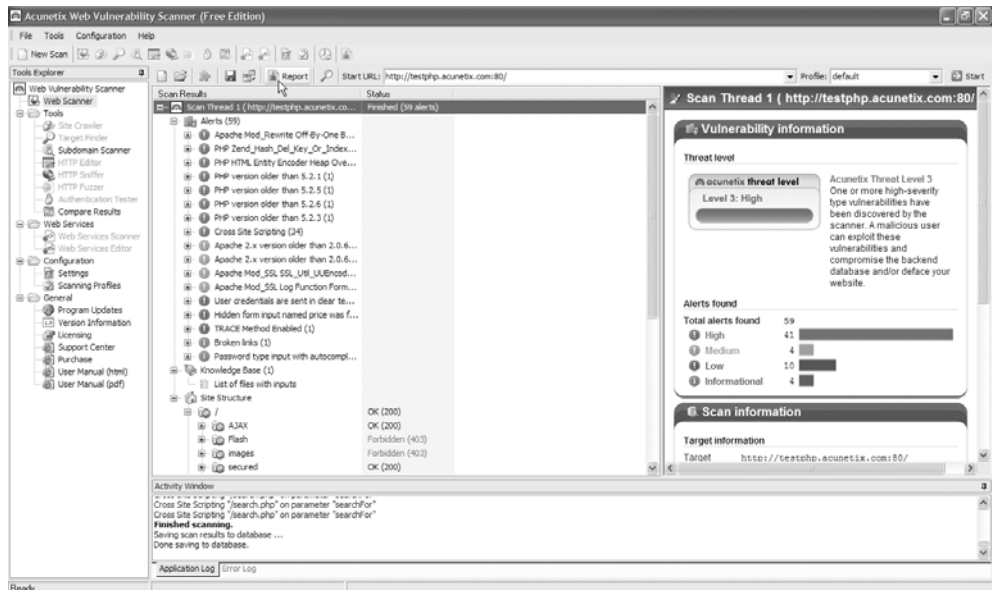 Acunetix Web Vulnerability Scanner (Free Edition)
File Tools Configuration Help
New Scan
Tools Explorer
Report
Start URL: http://testphp.acunetix.com:80/
Profile: default
Start
Web Vulnerability Scanner
Web Scanner
Tools
Site Crawler
Target Finder
Subdomain Scanner
HTTP Editor
HTTP Sniffer
HTTP Fuzzer
Authentication Tester
Compare Results
Web Services
Web Services Scanner
Web Services Editor
Configuration
Settings
Scanning Profiles
General
Program Updates
Version Information
Licensing
Support Center
Purchase
User Manual (html)
User Manual (pdf)
Scan Results Status
Scan Thread 1 ( http://testphp.acunetix.co... Finished (59 alerts)
Alerts (59)
Apache Mod_Rewrite Off-By-One B...
PHP Zend_Hash_Del_Key_Or_Index...
PHP HTML Entity Encoder Heap Ove...
PHP version older than 5.2.1 (1)
PHP version older than 5.2.5 (1)
PHP version older than 5.2.6 (1)
PHP version older than 5.2.3 (1)
Cross Site Scripting (24)
Apache 2.x version older than 2.0.6...
Apache 2.x version older than 2.0.6...
Apache Mod_SSL SSL_Util_UUEncod...
Apache Mod_SSL Log Function Form...
User credentials are sent in clear te...
Hidden form input named price was f...
TRACE Method Enabled (1)
Broken links (1)
Password type input with autocompl...
Knowledge Base (1)
List of files with inputs
Site Structure
/ OK (200)
AJAX OK (200)
Flash Forbidden (403)
images Forbidden (403)
secured OK (200)
Scan Thread 1 ( http://testphp.acunetix.com:80/
Vulnerability information
Threat level
acunetix threat level
Level 3: High
Acunetix Threat Level 3
One or more high-severity
type vulnerabilities have
been discovered by the
scanner. A malicious user
can exploit these
vulnerabilities and
compromise the backend
database and/or deface your
website.
Alerts found
Total alerts found 59
High 41
Medium 4
Low 10
Informational 4
Scan information
Target information
Target http://testphp.acunetix.com:80/
Activity Window
Cross Site Scripting "/search.php" on parameter "searchFor"
Cross Site Scripting "/search.php" on parameter "searchFor"
Finished scanning.
Saving scan results to database ...
Done saving to database.
Application Log Error Log
Ready